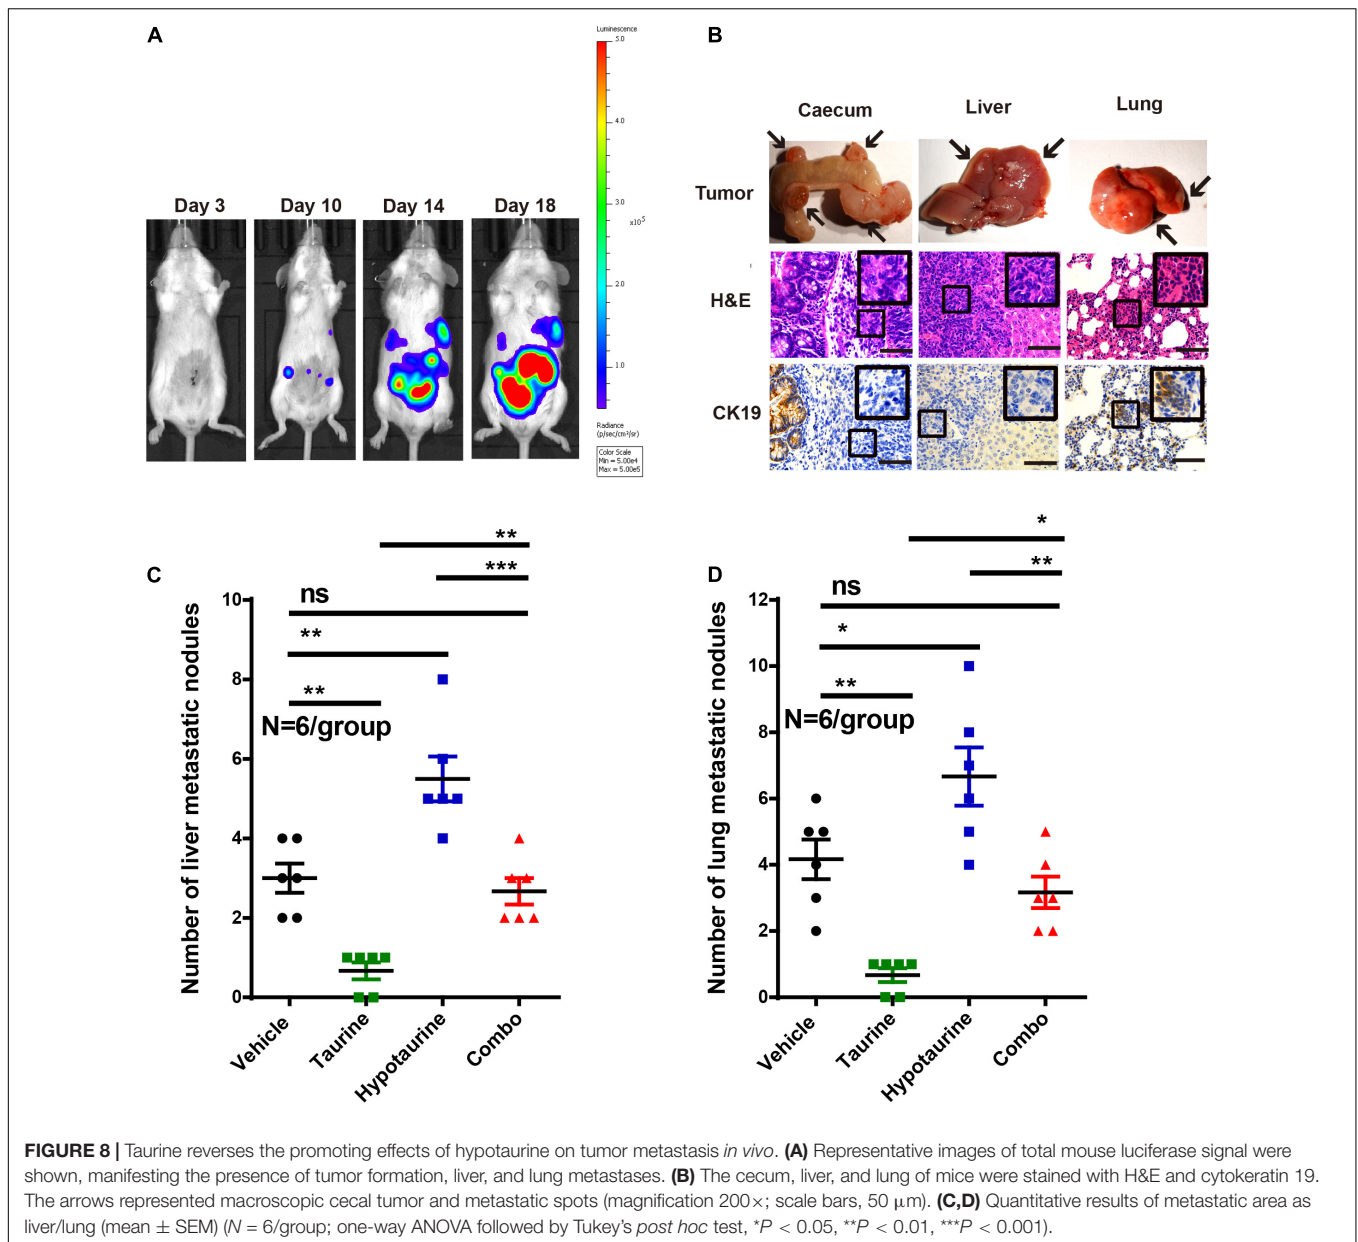 A
Luminescence
5.0
4.0
3.0
x10⁵
2.0
1.0
Radiance
(p/sec/cm²/sr)
Color Scale
Min = 5.00e4
Max = 5.00e5
Day 3
Day 10
Day 14
Day 18
B
Caecum
Liver
Lung
Tumor
H&E
CK19
C
Number of liver metastatic nodules
10
8
6
4
2
0
**
***
ns
**
**
N=6/group
Vehicle
Taurine
Hypotaurine
Combo
D
Number of lung metastatic nodules
12
10
8
6
4
2
0
*
**
ns
*
**
N=6/group
Vehicle
Taurine
Hypotaurine
Combo
FIGURE 8 | Taurine reverses the promoting effects of hypotaurine on tumor metastasis in vivo. (A) Representative images of total mouse luciferase signal were
shown, manifesting the presence of tumor formation, liver, and lung metastases. (B) The cecum, liver, and lung of mice were stained with H&E and cytokeratin 19.
The arrows represented macroscopic cecal tumor and metastatic spots (magnification 200×; scale bars, 50 μm). (C,D) Quantitative results of metastatic area as
liver/lung (mean ± SEM) (N = 6/group; one-way ANOVA followed by Tukey's post hoc test, *P < 0.05, **P < 0.01, ***P < 0.001).